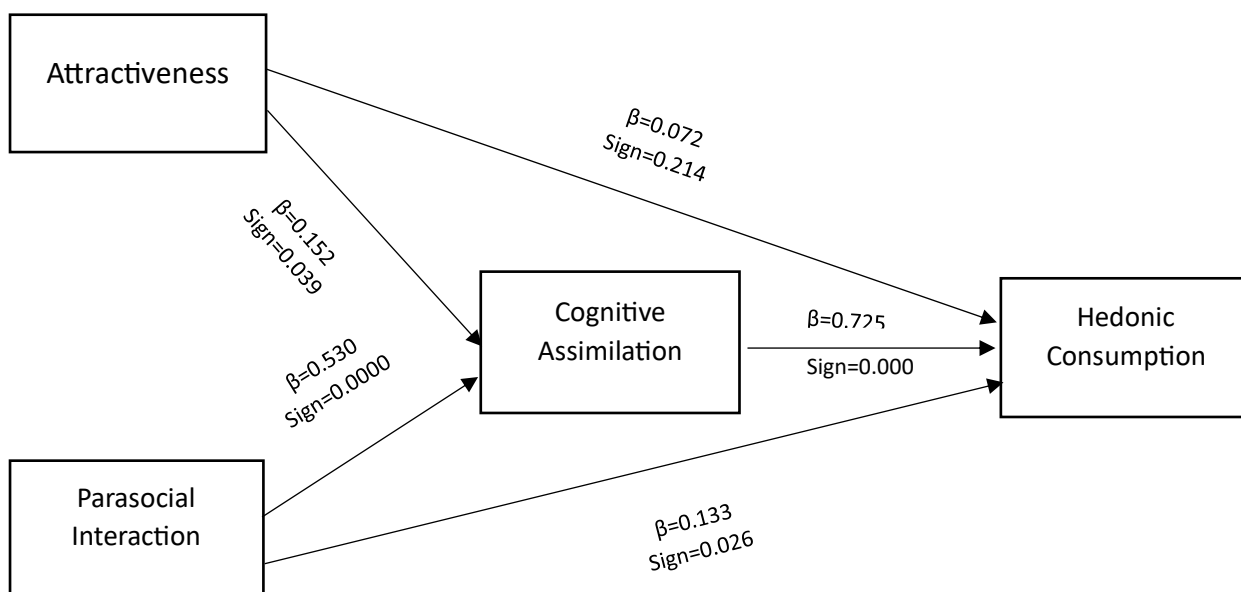 Attractiveness
β=0.072
Sign=0.214
β=0.152
Sign=0.039
Cognitive
Assimilation
β=0.725
Sign=0.000
Hedonic
Consumption
β=0.530
Sign=0.0000
Parasocial
Interaction
β=0.133
Sign=0.026